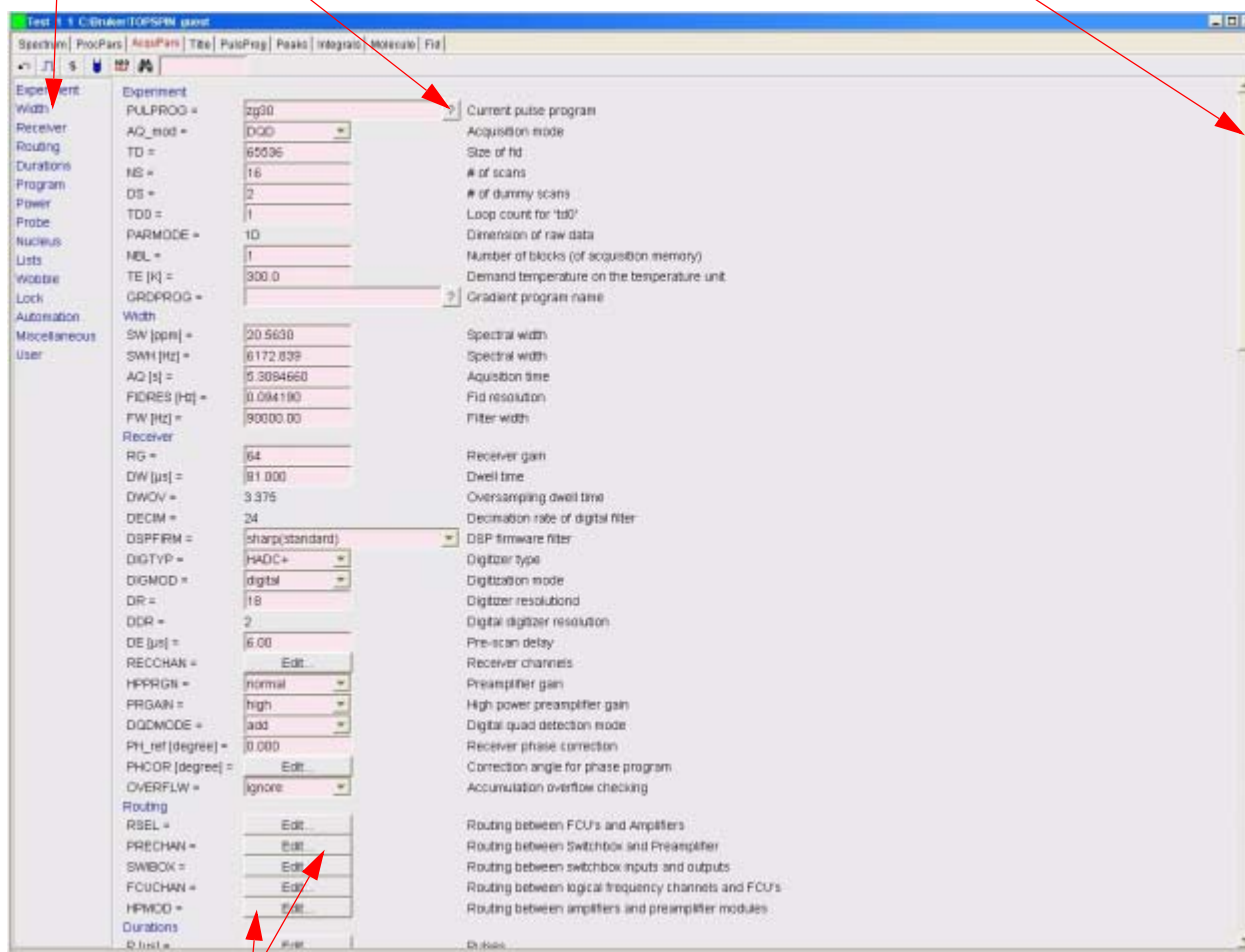 Test 1 1 C:\Bruker\TOPSPIN guest
Spectrum ProcPars AcquPars Title PulsProg Peaks Integrals Molecule Fid
S
Experiment
Width
Receiver
Routing
Durations
Program
Power
Probe
Nucleus
Lists
Wobble
Lock
Automation
Miscellaneous
User
Experiment
PULPROG = zg30 ? Current pulse program
AQ_mod = DQD Acquisition mode
TD = 65536 Size of fid
NS = 16 # of scans
DS = 2 # of dummy scans
TD0 = 1 Loop count for 'td0'
PARMODE = 1D Dimension of raw data
NBL = 1 Number of blocks (of acquisition memory)
TE [K] = 300.0 Demand temperature on the temperature unit
GRDPROG = ? Gradient program name
Width
SW [ppm] = 20.5630 Spectral width
SWH [Hz] = 6172.839 Spectral width
AQ [s] = 5.3084660 Aquisition time
FIDRES [Hz] = 0.094190 Fid resolution
FW [Hz] = 90000.00 Filter width
Receiver
RG = 64 Receiver gain
DW [µs] = 81.000 Dwell time
DWOV = 3.375 Oversampling dwell time
DECIM = 24 Decimation rate of digital filter
DSPFIRM = sharp(standard) DSP firmware filter
DIGTYP = HADC+ Digitizer type
DIGMOD = digital Digitization mode
DR = 18 Digitizer resolutiond
DDR = 2 Digital digitizer resolution
DE [µs] = 6.00 Pre-scan delay
RECCHAN = Edit... Receiver channels
HPPRGN = normal Preamplifier gain
PRGAIN = high High power preamplifier gain
DQDMODE = add Digital quad detection mode
PH_ref [degree] = 0.000 Receiver phase correction
PHCOR [degree] = Edit... Correction angle for phase program
OVERFLW = ignore Accumulation overflow checking
Routing
RSEL = Edit... Routing between FCU's and Amplifiers
PRECHAN = Edit... Routing between Switchbox and Preamplifier
SWIBOX = Edit... Routing between switchbox inputs and outputs
FCUCHAN = Edit... Routing between logical frequency channels and FCU's
HPMOD = Edit... Routing between amplifiers and preamplifier modules
Durations
P [µs] = Edit... Pulses